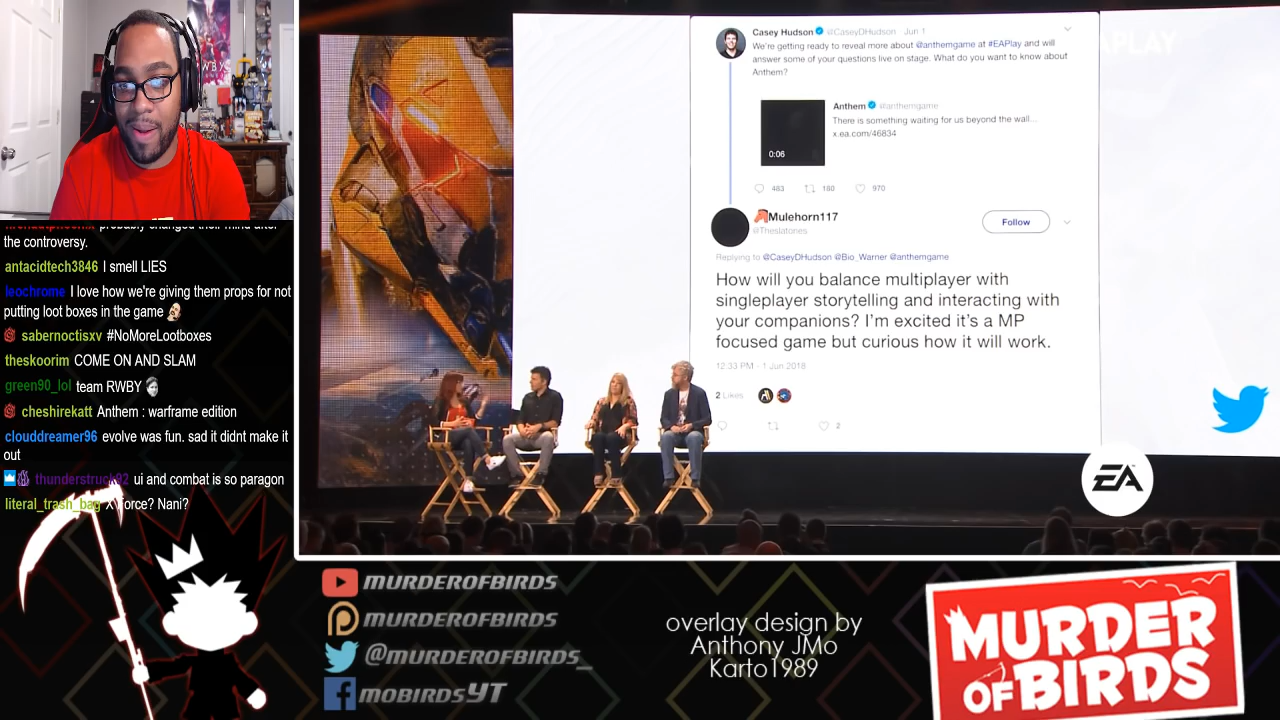 the controversy.
antacidtech3846 I smell LIES
leochrome I love how we're giving them props for not
putting loot boxes in the game
sabernoctisxv #NoMoreLootboxes
theskoorim COME ON AND SLAM
green90_lol team RWBY
cheshirekatt Anthem : warframe edition
clouddreamer96 evolve was fun. sad it didnt make it
out
thunderstruck92 ui and combat is so paragon
literal_trash_bag X force? Nani?
Casey Hudson @CaseyDHudson Jun 1
We're getting ready to reveal more about @anthemgame at #EAPlay and will
answer some of your questions live on stage. What do you want to know about
Anthem?
Anthem @anthemgame
There is something waiting for us beyond the wall...
x.ea.com/46834
0:06
483 160 970
Mulehorn117
@Theslatories
Follow
Replying to @CaseyDHudson @Bio_Warner @anthemgame
How will you balance multiplayer with
singleplayer storytelling and interacting with
your companions? I'm excited it's a MP
focused game but curious how it will work.
12:33 PM - 1 Jun 2018
2 Likes
2
EA
MURDEROFBIRDS
MURDEROFBIRDS
@MURDEROFBIRDS_
MOBIRDSYT
overlay design by
Anthony JMo
Karto1989
MURDER
OF BIRDS